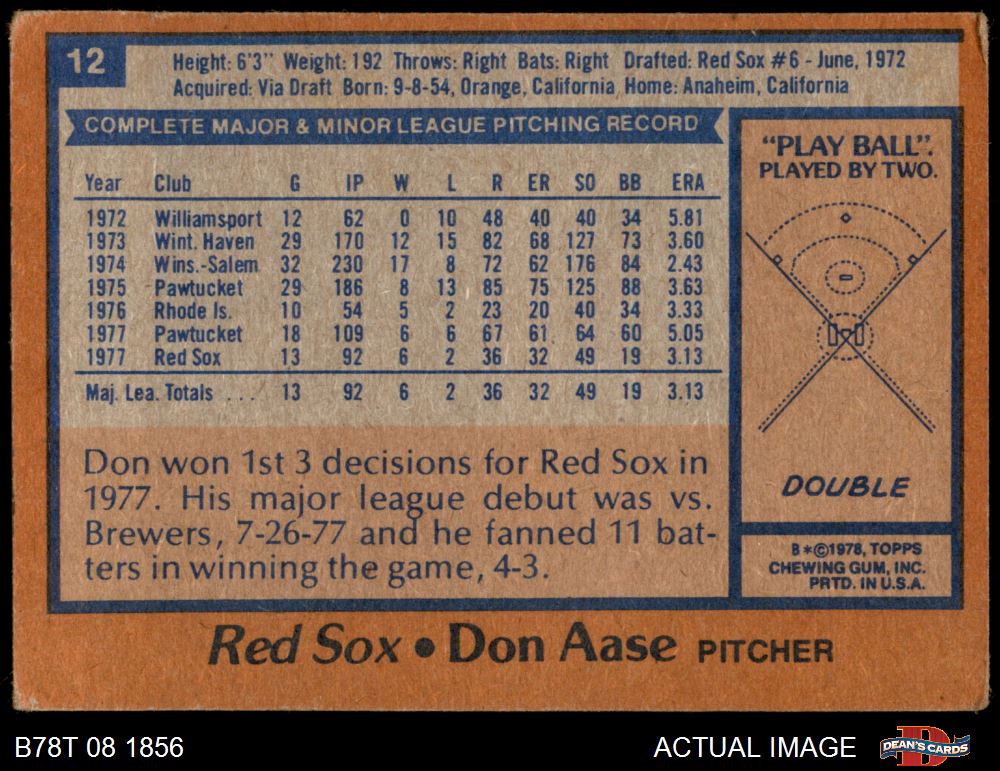 12
Height: 6'3" Weight: 192 Throws: Right Bats: Right Drafted: Red Sox #6 - June, 1972
Acquired: Via Draft Born: 9-8-54, Orange, California Home: Anaheim, California
COMPLETE MAJOR & MINOR LEAGUE PITCHING RECORD
Year Club G IP W L R ER SO BB ERA
1972 Williamsport 12 62 0 10 48 40 40 34 5.81
1973 Wint. Haven 29 170 12 15 82 68 127 73 3.60
1974 Wins.-Salem 32 230 17 8 72 62 176 84 2.43
1975 Pawtucket 29 186 8 13 85 75 125 88 3.63
1976 Rhode Is. 10 54 5 2 23 20 40 34 3.33
1977 Pawtucket 18 109 6 6 67 61 64 60 5.05
1977 Red Sox 13 92 6 2 36 32 49 19 3.13
Maj. Lea. Totals . . . 13 92 6 2 36 32 49 19 3.13
Don won 1st 3 decisions for Red Sox in
1977. His major league debut was vs.
Brewers, 7-26-77 and he fanned 11 bat-
ters in winning the game, 4-3.
"PLAY BALL".
PLAYED BY TWO.
DOUBLE
B*©1978, TOPPS
CHEWING GUM, INC.
PRTD. IN U.S.A.
Red Sox • Don Aase PITCHER
B78T 08 1856
ACTUAL IMAGE
DEAN'S CARDS